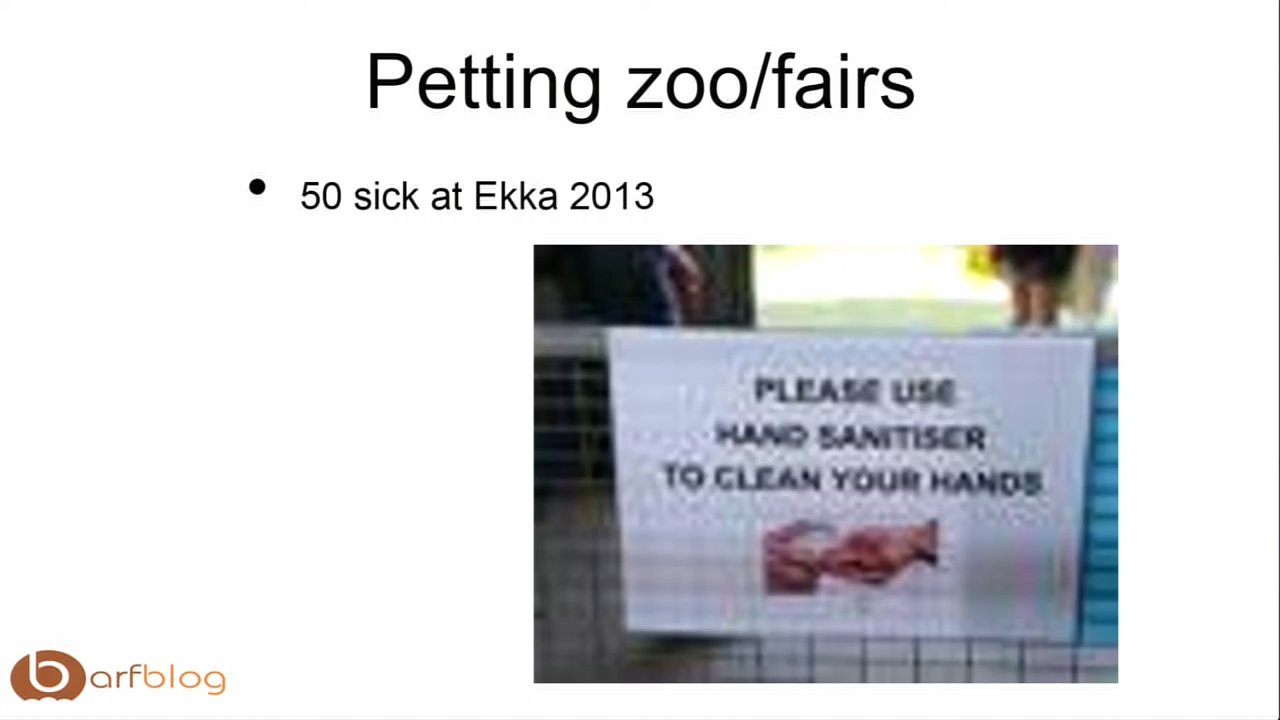 Petting zoo/fairs
• 50 sick at Ekka 2013
PLEASE USE
HAND SANITISER
TO CLEAN YOUR HANDS
barfblog